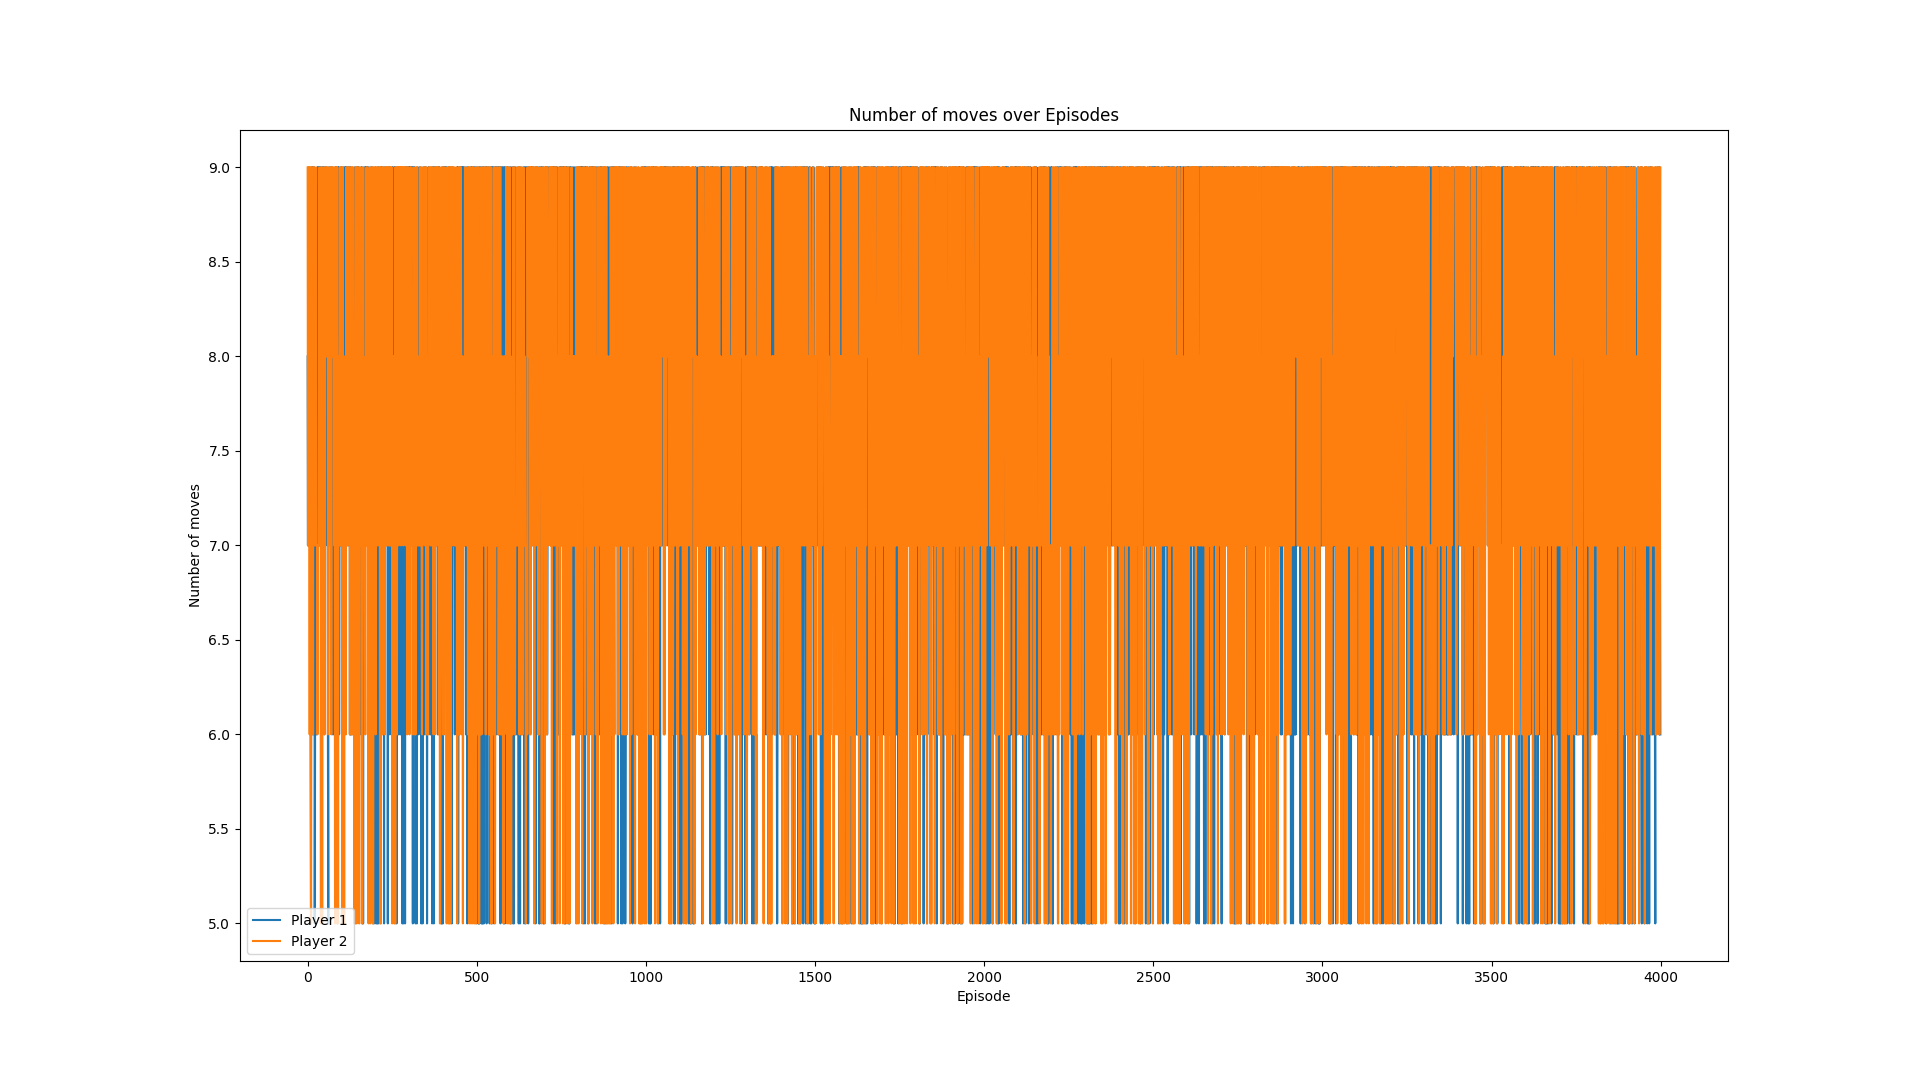 Number of moves over Episodes
9.0
8.5
8.0
7.5
7.0
6.5
6.0
5.5
5.0
Number of moves
Player 1
Player 2
0 500 1000 1500 2000 2500 3000 3500 4000
Episode